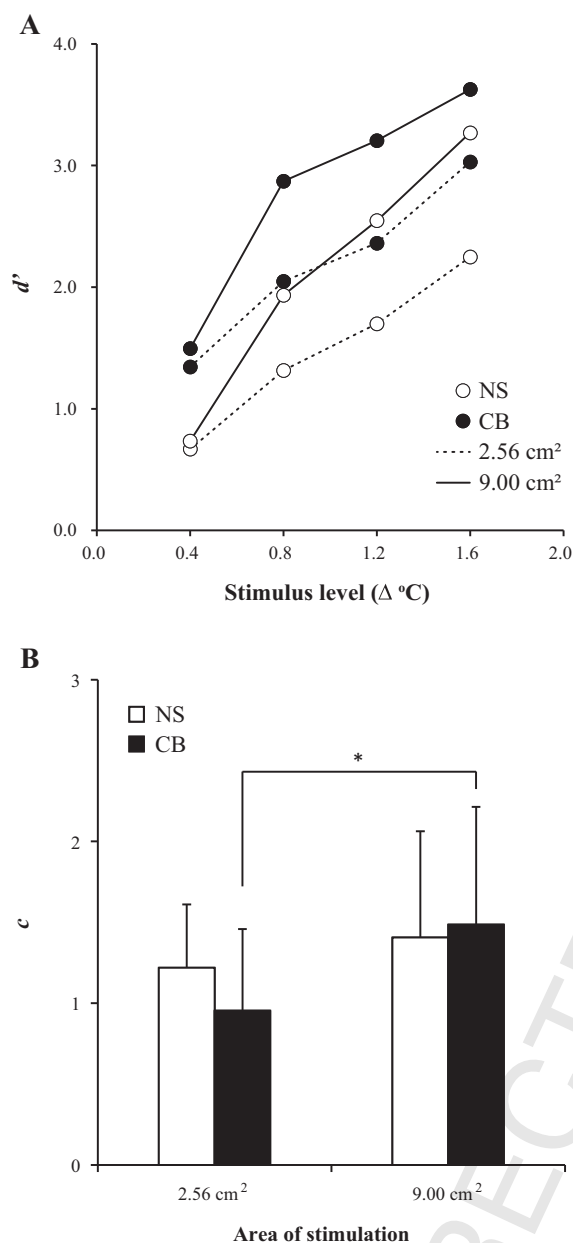 A
4.0
3.0
2.0
1.0
0.0
d’
NS
CB
2.56 cm²
9.00 cm²
0.0 0.4 0.8 1.2 1.6 2.0
Stimulus level (Δ °C)
B
3
2
1
0
c
NS
CB
*
2.56 cm² 9.00 cm²
Area of stimulation